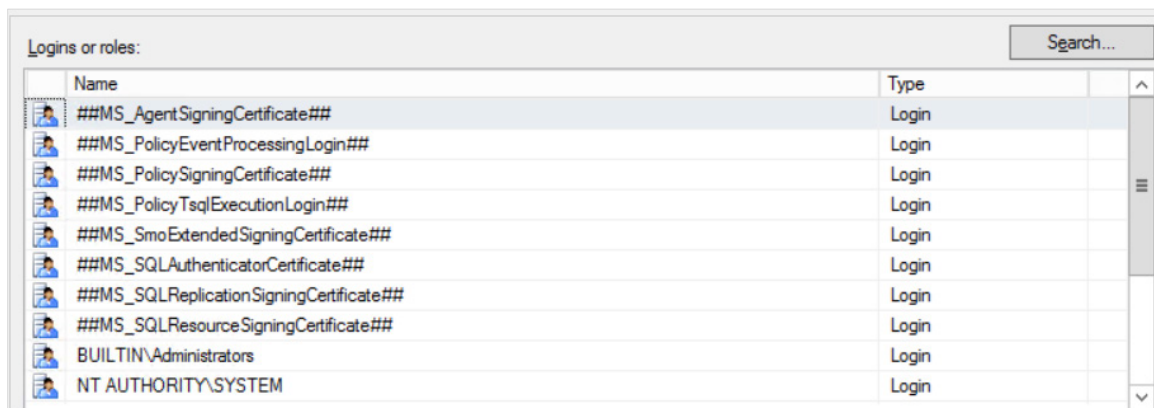 Logins or roles:
Search...
Name Type
##MS_AgentSigningCertificate## Login
##MS_PolicyEventProcessingLogin## Login
##MS_PolicySigningCertificate## Login
##MS_PolicyTsqlExecutionLogin## Login
##MS_SmoExtendedSigningCertificate## Login
##MS_SQLAuthenticatorCertificate## Login
##MS_SQLReplicationSigningCertificate## Login
##MS_SQLResourceSigningCertificate## Login
BUILTIN\Administrators Login
NT AUTHORITY\SYSTEM Login